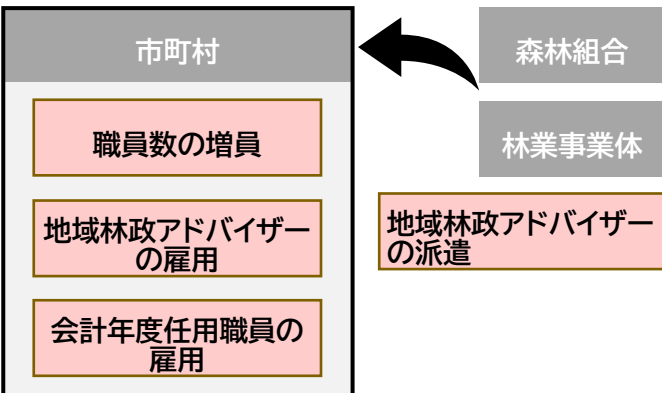 市町村
職員数の増員
地域林政アドバイザー
の雇用
会計年度任用職員の
雇用
森林組合
林業事業体
地域林政アドバイザー
の派遣